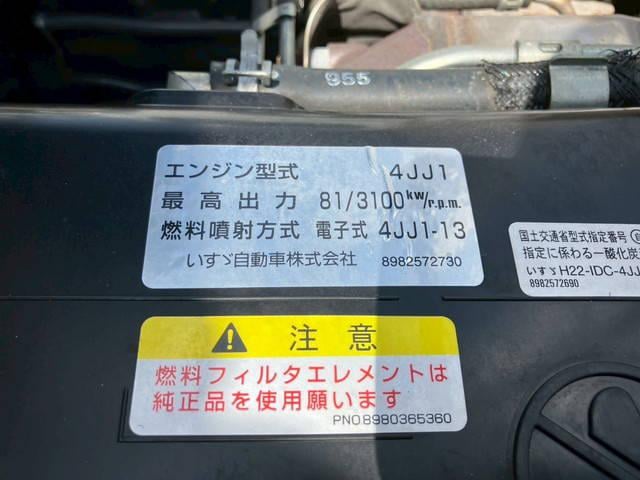 955
エンジン型式 4JJ1
最高出力 81/3100kw/r.p.m.
燃料噴射方式 電子式 4JJ1-13
いすゞ自動車株式会社 8982572730
国土交通省型式指定番号
指定に係わる一酸化炭
いすゞH22-IDC-4JJ
8982572690
注意
燃料フィルタエレメントは
純正品を使用願います
PNO8980365360